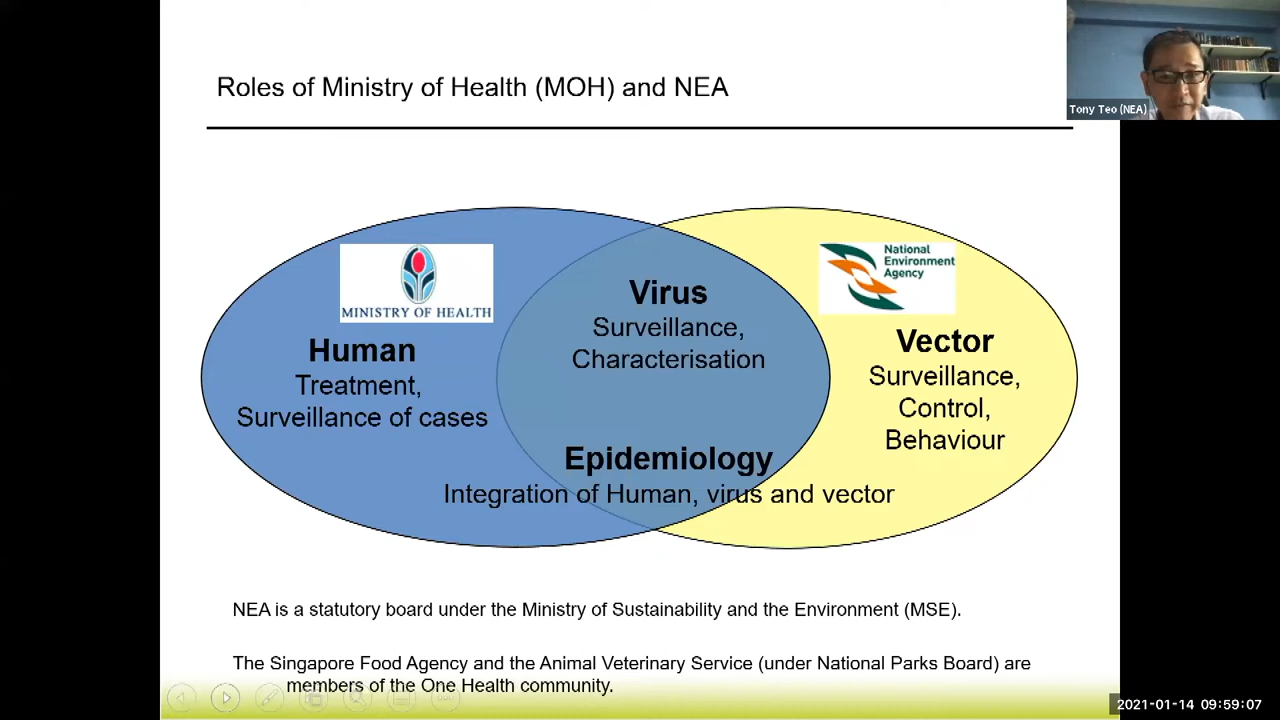 Roles of Ministry of Health (MOH) and NEA
Tony Teo (NEA)
MINISTRY OF HEALTH
Human
Treatment,
Surveillance of cases
Virus
Surveillance,
Characterisation
National
Environment
Agency
Vector
Surveillance,
Control,
Behaviour
Epidemiology
Integration of Human, virus and vector
NEA is a statutory board under the Ministry of Sustainability and the Environment (MSE).
The Singapore Food Agency and the Animal Veterinary Service (under National Parks Board) are
members of the One Health community.
2021-01-14 09:59:07